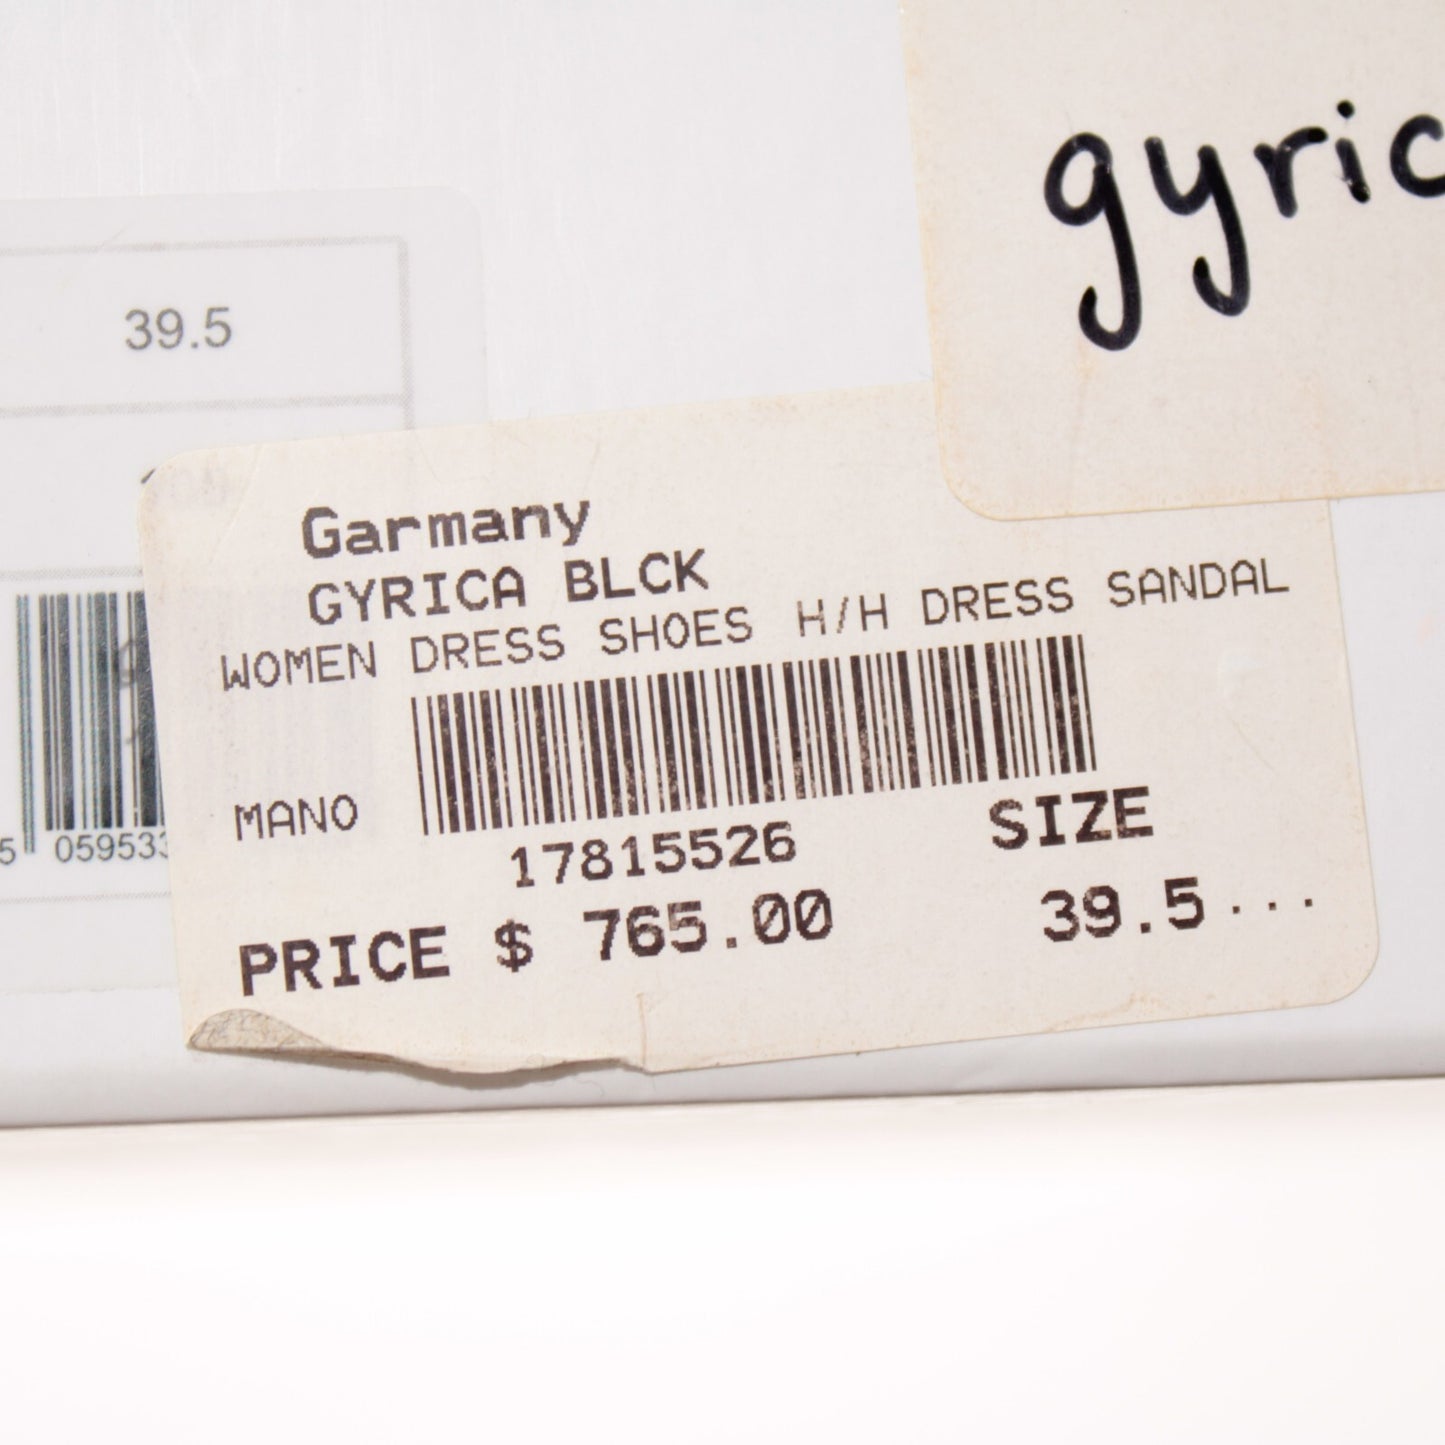 gyric
39.5
Garmany
GYRICA BLCK
WOMEN DRESS SHOES H/H DRESS SANDAL
MANO
17815526
SIZE
PRICE $ 765.00
39.5...
5 059533